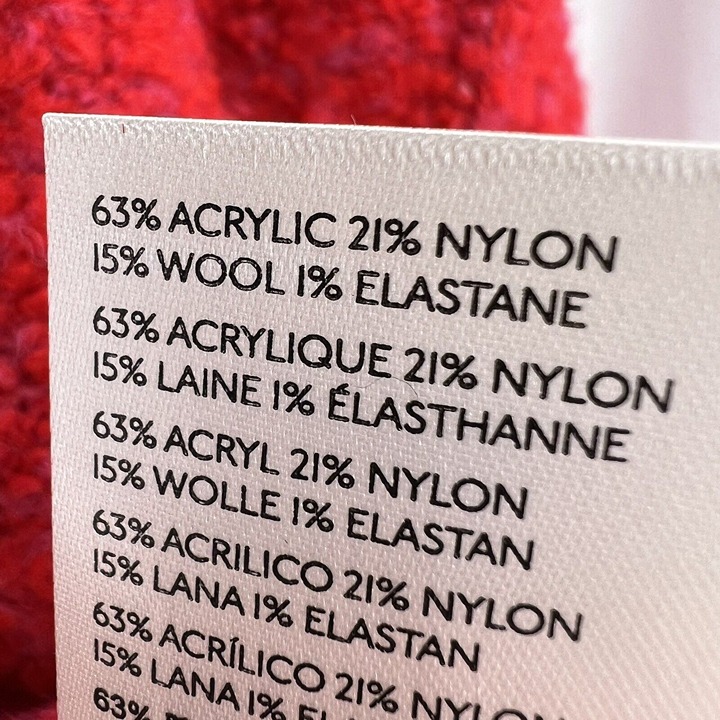 63% ACRYLIC 21% NYLON
15% WOOL 1% ELASTANE
63% ACRYLIQUE 21% NYLON
15% LAINE 1% ÉLASTHANNE
63% ACRYL 21% NYLON
15% WOLLE 1% ELASTAN
63% ACRILICO 21% NYLON
15% LANA 1% ELASTAN
63% ACRÍLICO 21% NYLON
15% LANA 1%
63%